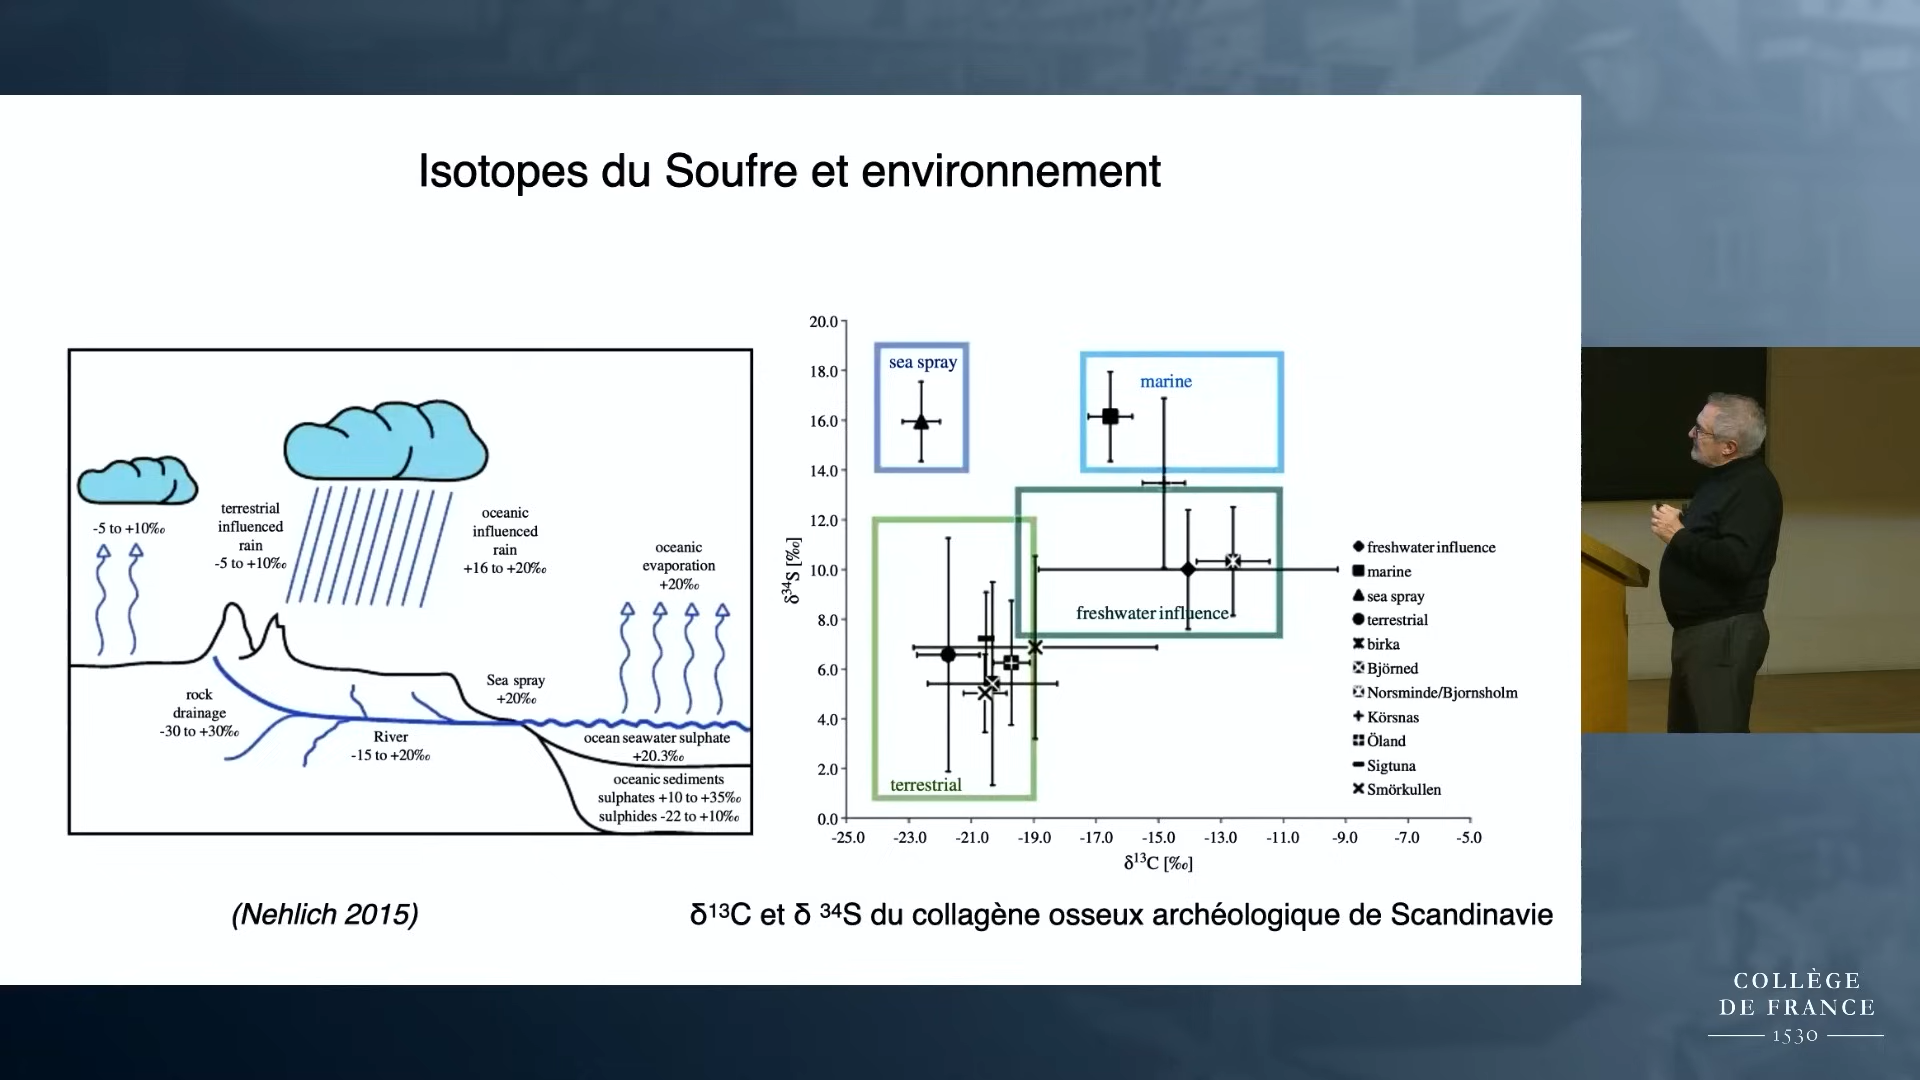 Isotopes du Soufre et environnement
-5 to +10‰
terrestrial
influenced
rain
-5 to +10‰
oceanic
influenced
rain
+16 to +20‰
oceanic
evaporation
+20‰
rock
drainage
-30 to +30‰
River
-15 to +20‰
Sea spray
+20‰
ocean seawater sulphate
+20.3‰
oceanic sediments
sulphates +10 to +35‰
sulphides -22 to +10‰
(Nehlich 2015)
δ34S [‰]
20.0
18.0
16.0
14.0
12.0
10.0
8.0
6.0
4.0
2.0
0.0
sea spray
marine
freshwater influence
terrestrial
-25.0 -23.0 -21.0 -19.0 -17.0 -15.0 -13.0 -11.0 -9.0 -7.0 -5.0
δ13C [‰]
freshwater influence
marine
sea spray
terrestrial
birka
Björned
Norsminde/Bjornsholm
Körsnas
Öland
Sigtuna
Smörkullen
δ13C et δ 34S du collagène osseux archéologique de Scandinavie
COLLÈGE
DE FRANCE
1530